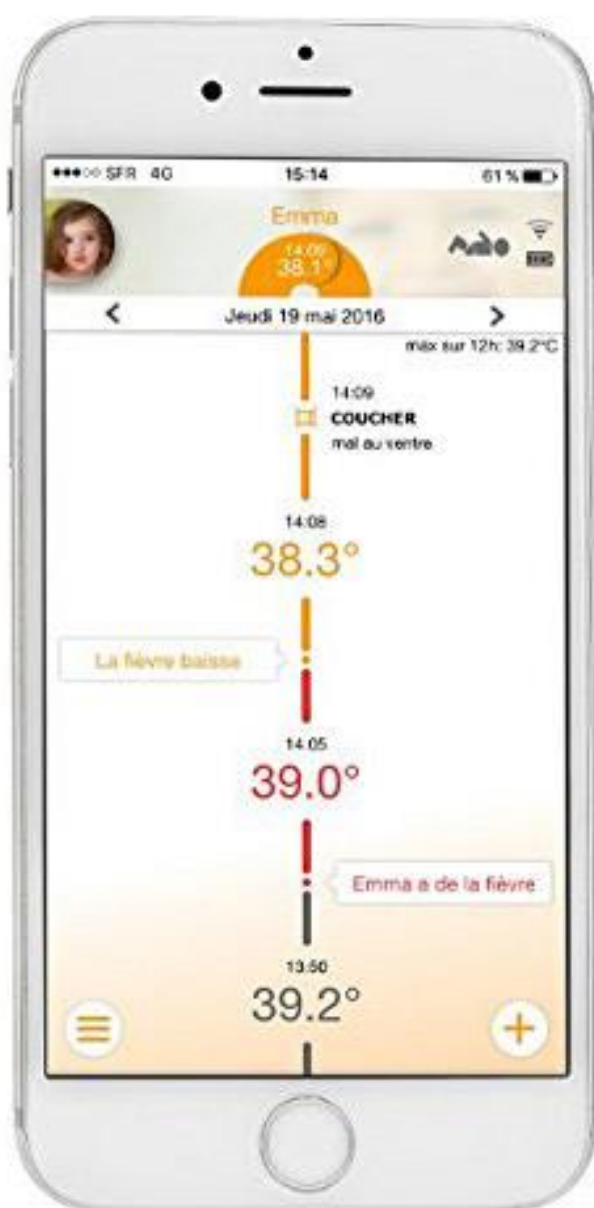 SFR 4G 15:14 61 %
Emma
14:09
38.1°
Jeudi 19 mai 2016
max sur 12h: 39.2°C
14:09
COUCHER
mal au ventre
14:08
38.3°
La fièvre baisse
14:05
39.0°
Emma a de la fièvre
13:50
39.2°